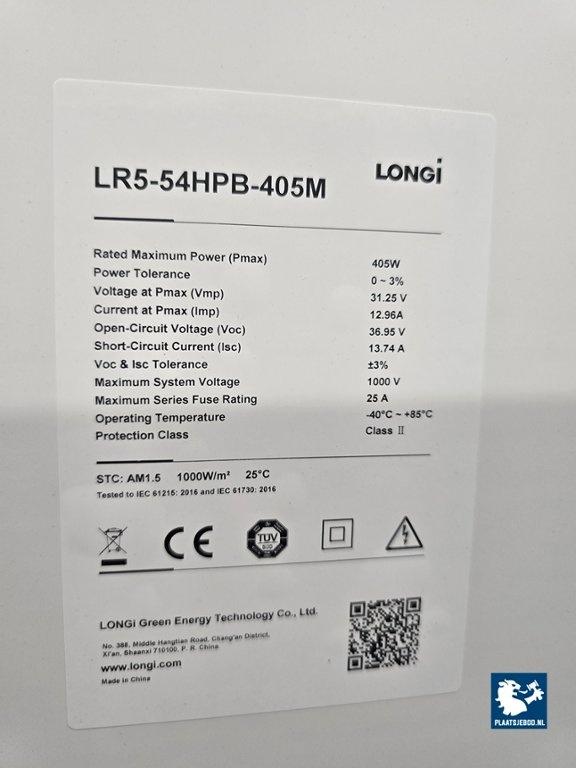 LR5-54HPB-405M LONGi
Rated Maximum Power (Pmax) 405W
Power Tolerance 0 ~ 3%
Voltage at Pmax (Vmp) 31.25 V
Current at Pmax (Imp) 12.96A
Open-Circuit Voltage (Voc) 36.95 V
Short-Circuit Current (Isc) 13.74 A
Voc & Isc Tolerance ±3%
Maximum System Voltage 1000 V
Maximum Series Fuse Rating 25 A
Operating Temperature -40°C ~ +85°C
Protection Class Class II
STC: AM1.5 1000W/m² 25°C
Tested to IEC 61215: 2016 and IEC 61730: 2016
CE
TÜV
SÜD
LONGi Green Energy Technology Co., Ltd.
No. 388, Middle Hangtian Road, Chang'an District,
Xi'an, Shaanxi 710100, P. R. China
www.longi.com
Made in China
PLAATSJEBOD.NL